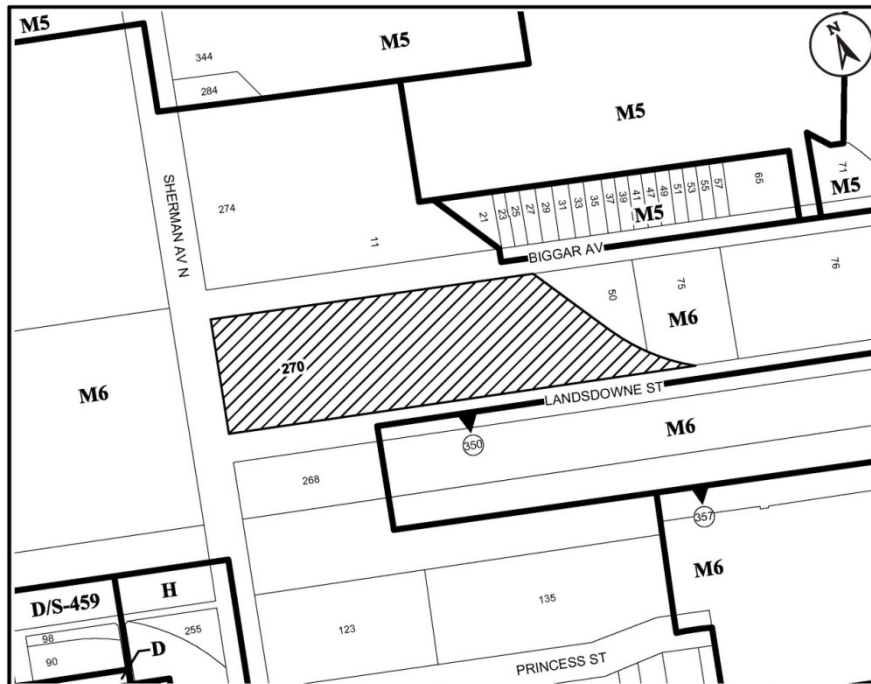 M5
M5
344
284
N
M5
SHERMAN AV N
274
11
21
23
25
27
29
31
33
35
37
39
41
47
49
51
53
55
57
65
71
M5
M5
BIGGAR AV
50
75
76
M6
270
M6
LANDSDOWNE ST
350
M6
268
357
M6
D/S-459
H
98
90
D
255
123
135
PRINCESS ST